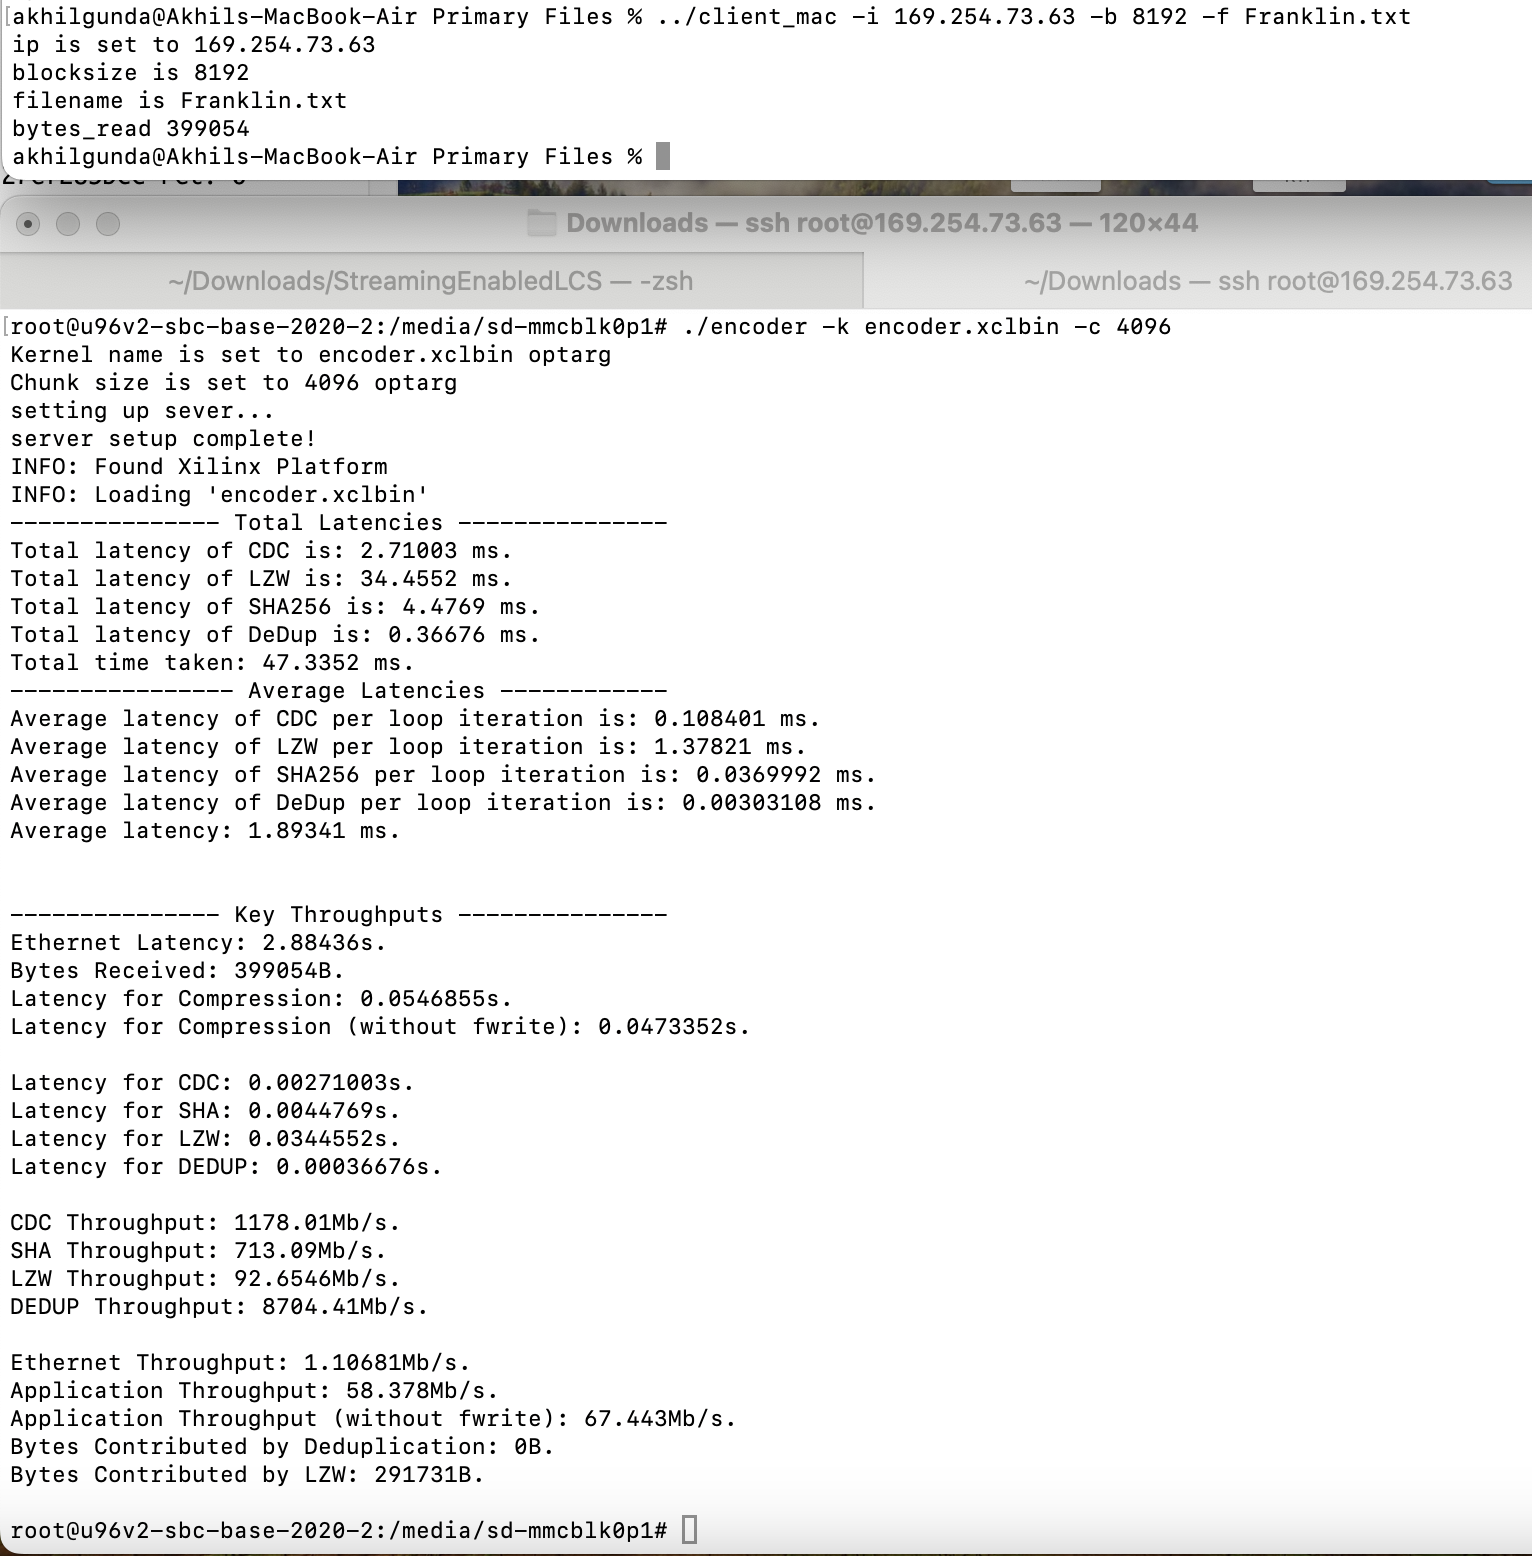 akhilgunda@Akhils-MacBook-Air Primary Files % ../client_mac -i 169.254.73.63 -b 8192 -f Franklin.txt
ip is set to 169.254.73.63
blocksize is 8192
filename is Franklin.txt
bytes_read 399054
akhilgunda@Akhils-MacBook-Air Primary Files %
Downloads — ssh root@169.254.73.63 — 120×44
~/Downloads/StreamingEnabledLCS — -zsh
~/Downloads — ssh root@169.254.73.63
root@u96v2-sbc-base-2020-2:/media/sd-mmcblk0p1# ./encoder -k encoder.xclbin -c 4096
Kernel name is set to encoder.xclbin optarg
Chunk size is set to 4096 optarg
setting up sever...
server setup complete!
INFO: Found Xilinx Platform
INFO: Loading 'encoder.xclbin'
--------------- Total Latencies ---------------
Total latency of CDC is: 2.71003 ms.
Total latency of LZW is: 34.4552 ms.
Total latency of SHA256 is: 4.4769 ms.
Total latency of DeDup is: 0.36676 ms.
Total time taken: 47.3352 ms.
---------------- Average Latencies ------------
Average latency of CDC per loop iteration is: 0.108401 ms.
Average latency of LZW per loop iteration is: 1.37821 ms.
Average latency of SHA256 per loop iteration is: 0.0369992 ms.
Average latency of DeDup per loop iteration is: 0.00303108 ms.
Average latency: 1.89341 ms.
--------------- Key Throughputs ---------------
Ethernet Latency: 2.88436s.
Bytes Received: 399054B.
Latency for Compression: 0.0546855s.
Latency for Compression (without fwrite): 0.0473352s.
Latency for CDC: 0.00271003s.
Latency for SHA: 0.0044769s.
Latency for LZW: 0.0344552s.
Latency for DEDUP: 0.00036676s.
CDC Throughput: 1178.01Mb/s.
SHA Throughput: 713.09Mb/s.
LZW Throughput: 92.6546Mb/s.
DEDUP Throughput: 8704.41Mb/s.
Ethernet Throughput: 1.10681Mb/s.
Application Throughput: 58.378Mb/s.
Application Throughput (without fwrite): 67.443Mb/s.
Bytes Contributed by Deduplication: 0B.
Bytes Contributed by LZW: 291731B.
root@u96v2-sbc-base-2020-2:/media/sd-mmcblk0p1#